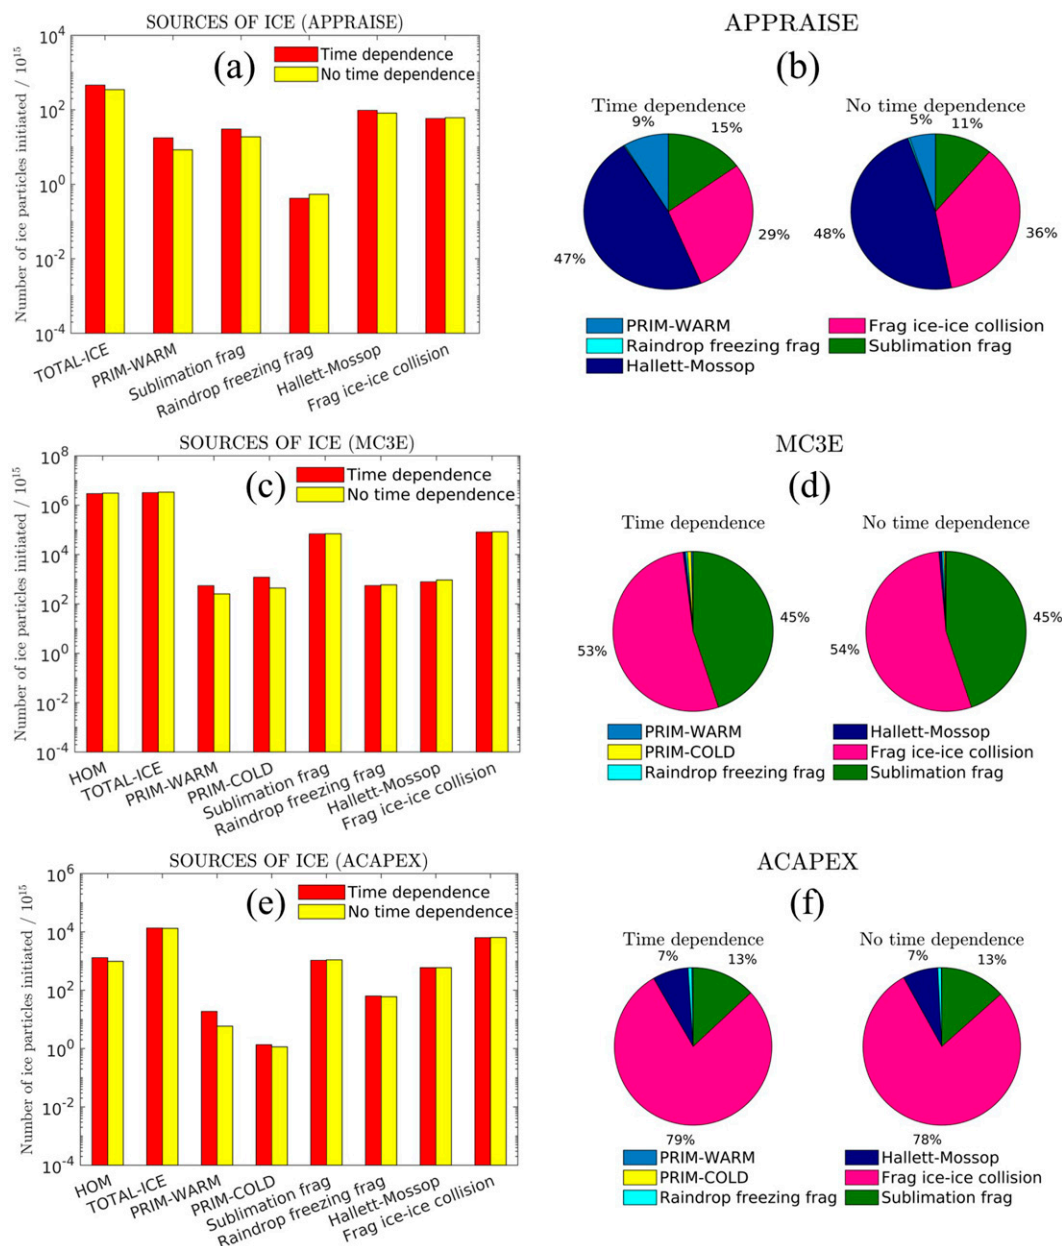 SOURCES OF ICE (APPRAISE)
Number of ice particles initiated / 10^15
10^4
10^2
10^0
10^-2
10^-4
Time dependence
No time dependence
(a)
TOTAL-ICE
PRIM-WARM
Sublimation frag
Raindrop freezing frag
Hallett-Mossop
Frag ice-ice collision
APPRAISE
(b)
Time dependence
9%
15%
47%
29%
No time dependence
5%
11%
48%
36%
PRIM-WARM
Raindrop freezing frag
Hallett-Mossop
Frag ice-ice collision
Sublimation frag
SOURCES OF ICE (MC3E)
Number of ice particles initiated / 10^15
10^8
10^6
10^4
10^2
10^0
10^-2
10^-4
Time dependence
No time dependence
(c)
HOM
TOTAL-ICE
PRIM-WARM
PRIM-COLD
Sublimation frag
Raindrop freezing frag
Hallett-Mossop
Frag ice-ice collision
MC3E
(d)
Time dependence
45%
53%
No time dependence
45%
54%
PRIM-WARM
PRIM-COLD
Raindrop freezing frag
Hallett-Mossop
Frag ice-ice collision
Sublimation frag
SOURCES OF ICE (ACAPEX)
Number of ice particles initiated / 10^15
10^6
10^4
10^2
10^0
10^-2
10^-4
Time dependence
No time dependence
(e)
HOM
TOTAL-ICE
PRIM-WARM
PRIM-COLD
Sublimation frag
Raindrop freezing frag
Hallett-Mossop
Frag ice-ice collision
ACAPEX
(f)
Time dependence
7%
13%
79%
No time dependence
7%
13%
78%
PRIM-WARM
PRIM-COLD
Raindrop freezing frag
Hallett-Mossop
Frag ice-ice collision
Sublimation frag